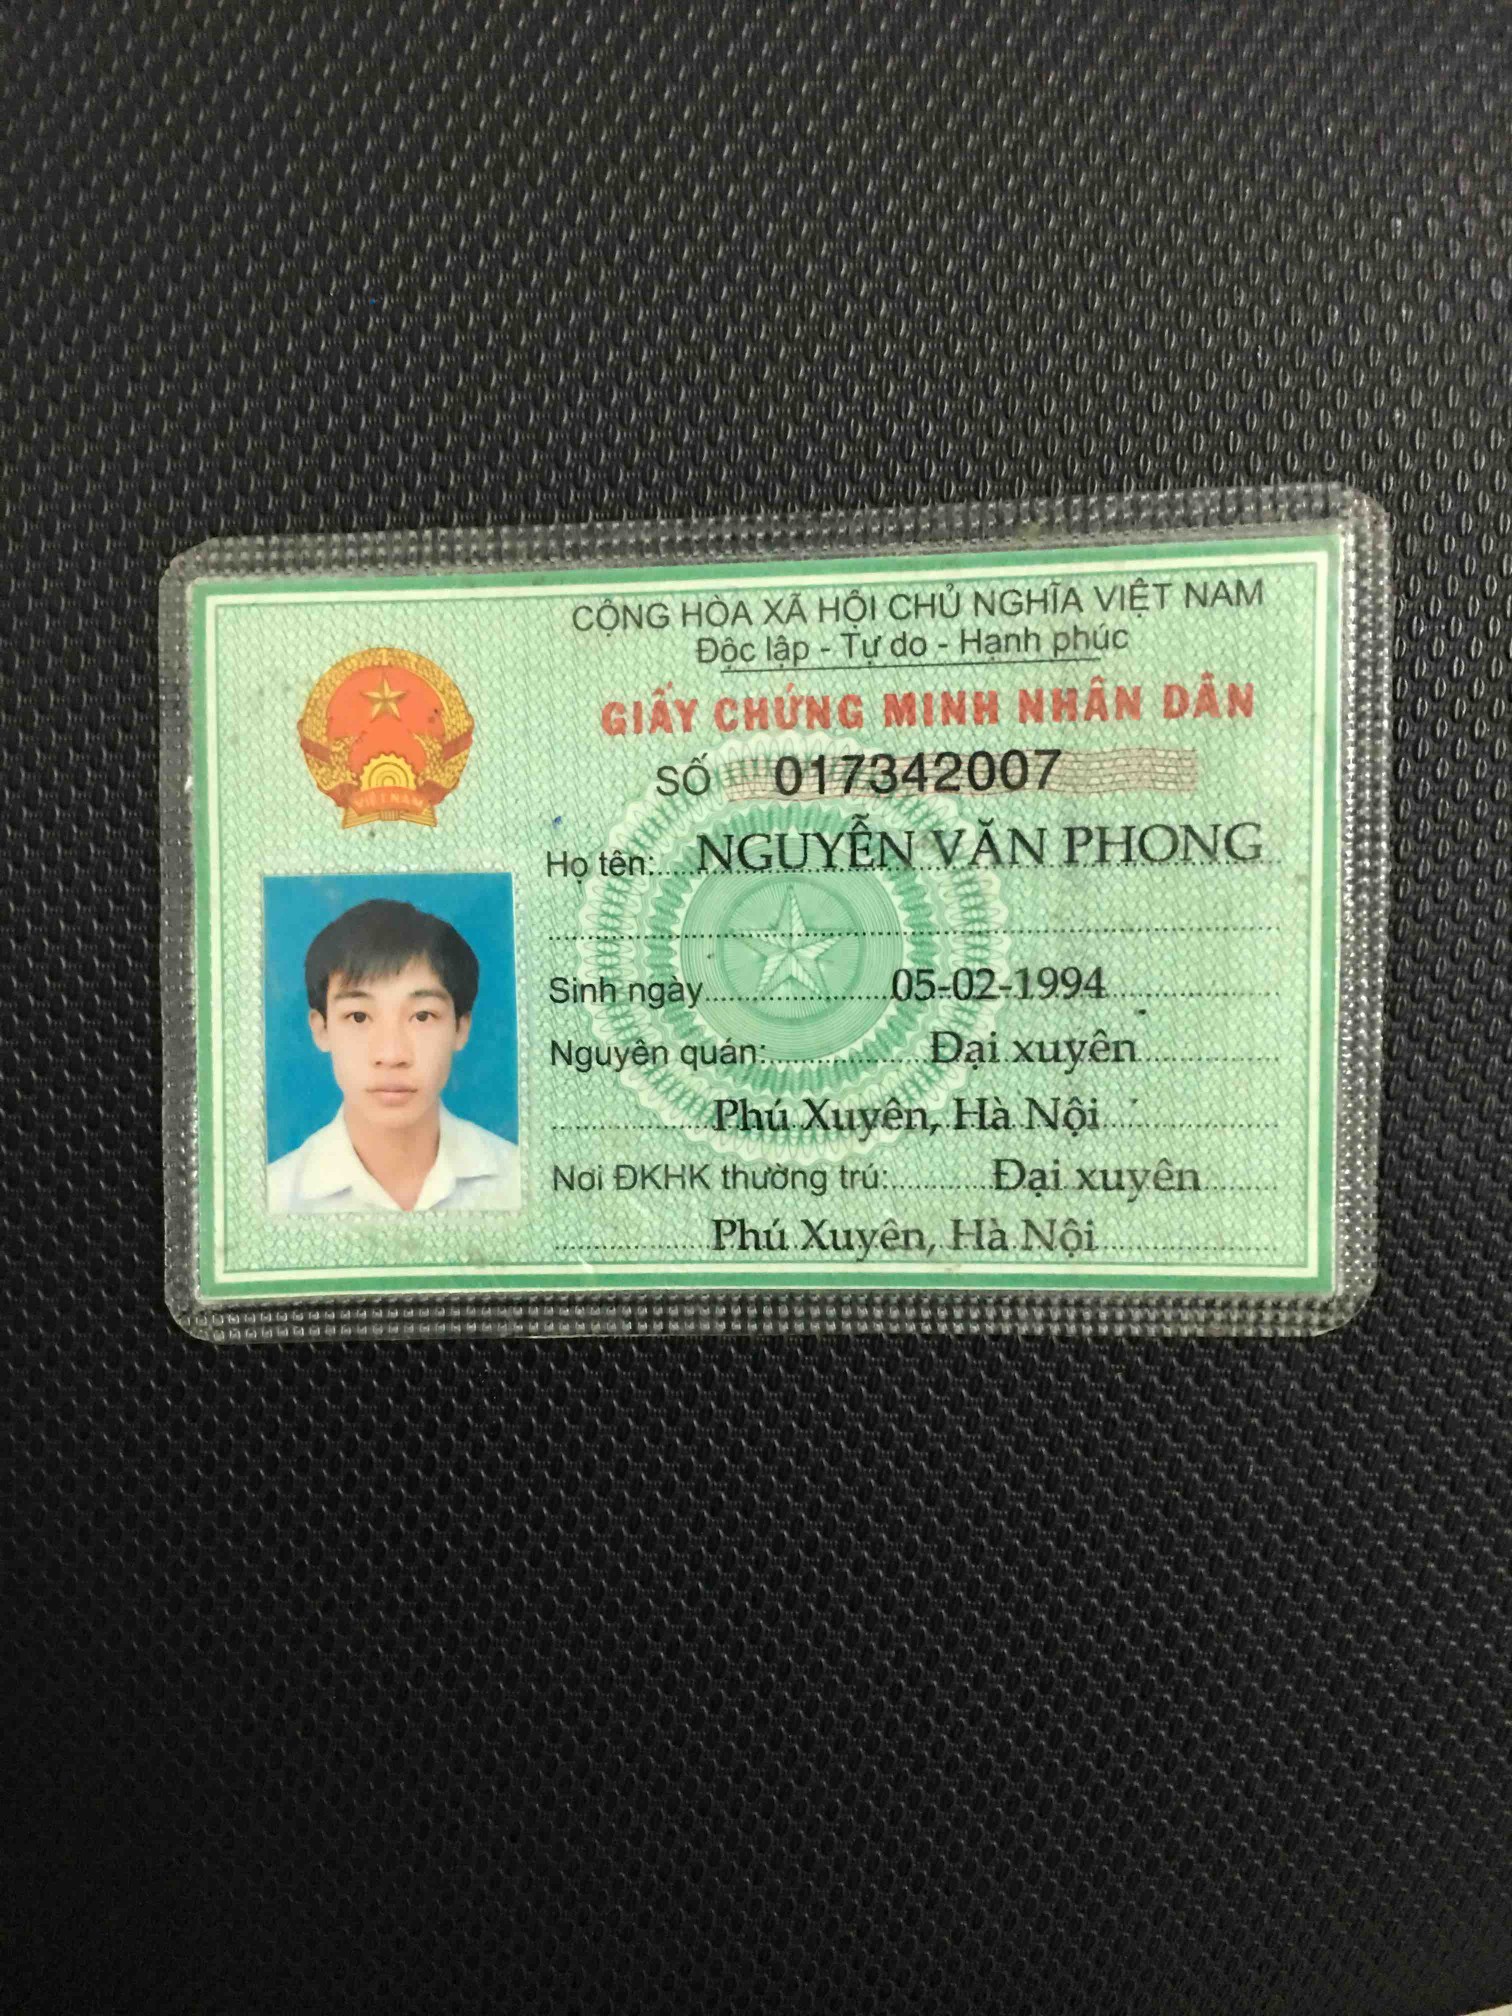 CỘNG HÒA XÃ HỘI CHỦ NGHĨA VIỆT NAM
Độc lập - Tự do - Hạnh phúc
GIẤY CHỨNG MINH NHÂN DÂN
SỐ 017342007
VIỆT NAM
Họ tên: NGUYỄN VĂN PHONG
Sinh ngày 05-02-1994
Nguyên quán: Đại xuyên
Phú Xuyên, Hà Nội
Nơi ĐKHK thường trú: Đại xuyên
Phú Xuyên, Hà Nội